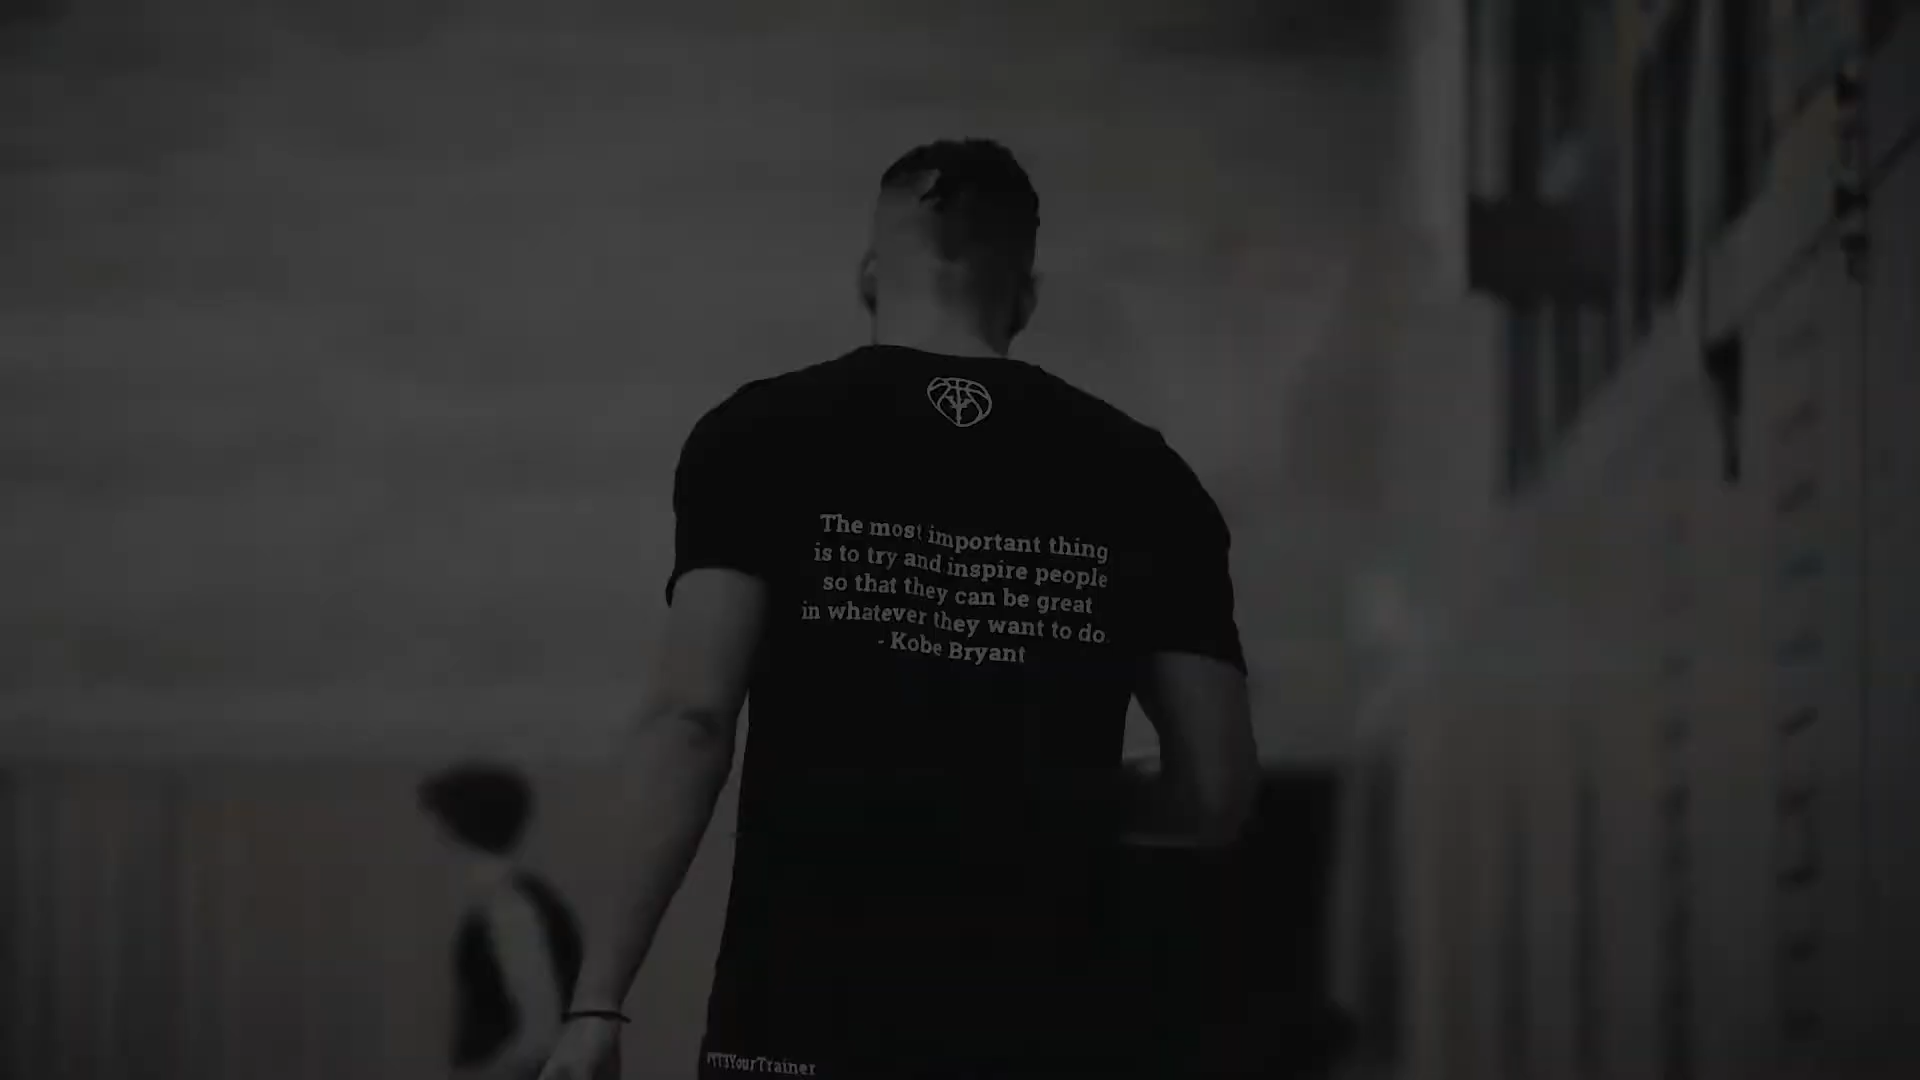 The most important thing
is to try and inspire people
so that they can be great
in whatever they want to do.
- Kobe Bryant